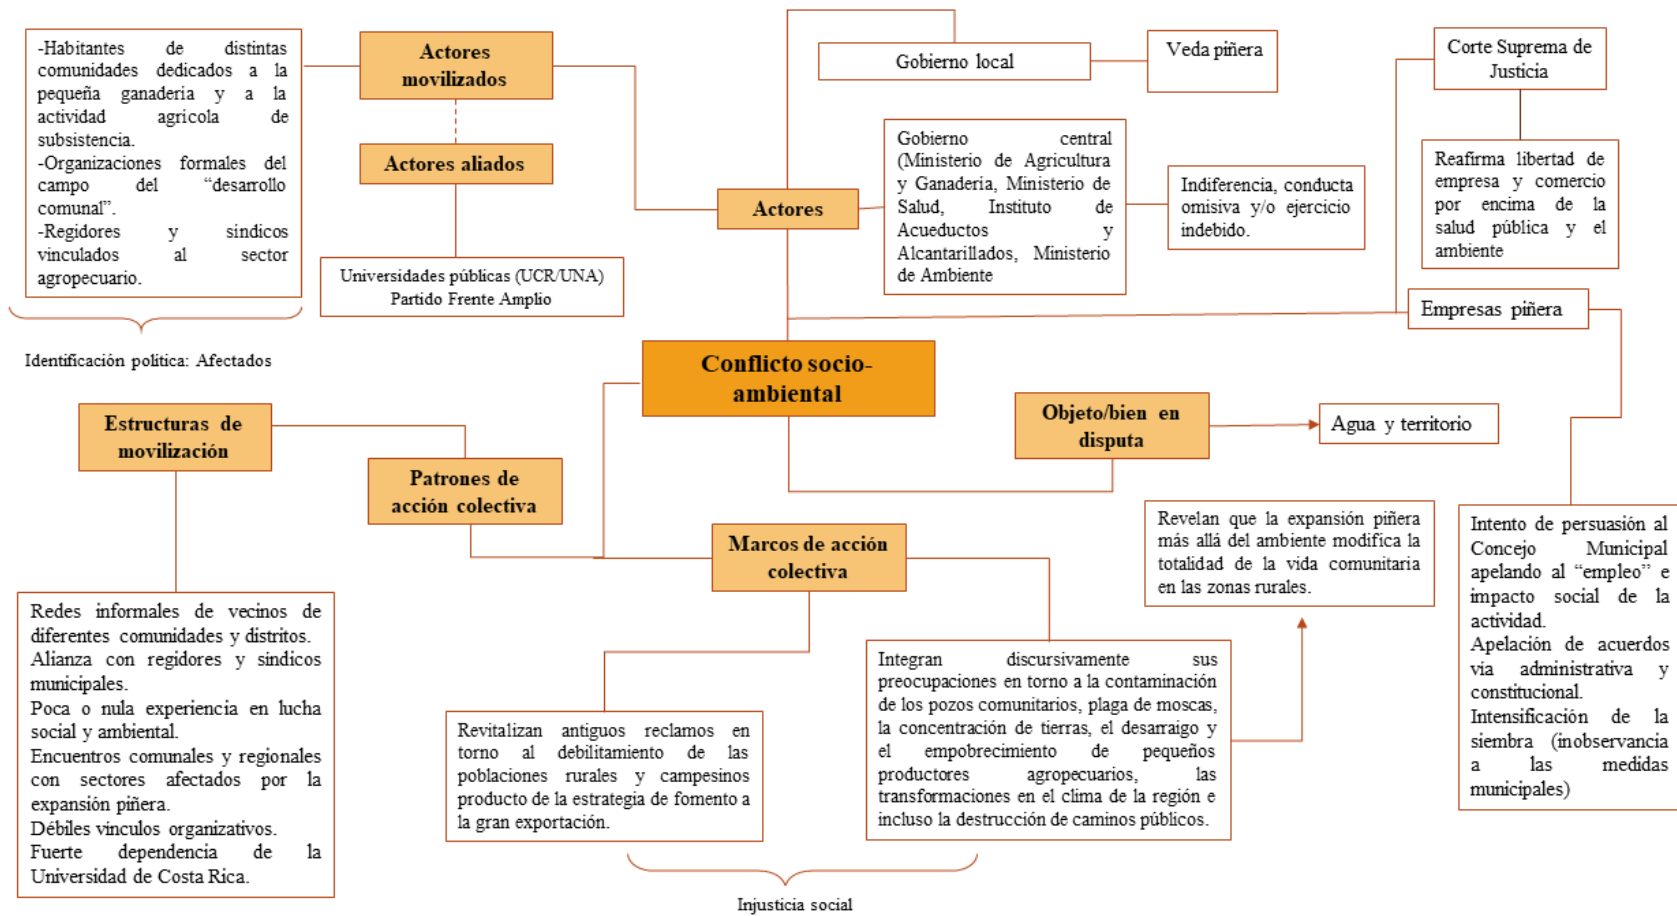 -Habitantes de distintas
comunidades dedicados a la
pequeña ganadería y a la
actividad agrícola de
subsistencia.
-Organizaciones formales del
campo del “desarrollo
comunal”.
-Regidores y síndicos
vinculados al sector
agropecuario.
Identificación política: Afectados
Actores
movilizados
Actores aliados
Universidades públicas (UCR/UNA)
Partido Frente Amplio
Actores
Gobierno local
Veda piñera
Gobierno central
(Ministerio de Agricultura
y Ganadería, Ministerio de
Salud, Instituto de
Acueductos y
Alcantarillados, Ministerio
de Ambiente
Indiferencia, conducta
omisiva y/o ejercicio
indebido.
Corte Suprema de
Justicia
Reafirma libertad de
empresa y comercio
por encima de la
salud pública y el
ambiente
Empresas piñera
Conflicto socio-
ambiental
Objeto/bien en
disputa
Agua y territorio
Estructuras de
movilización
Patrones de
acción colectiva
Marcos de acción
colectiva
Revelan que la expansión piñera
más allá del ambiente modifica la
totalidad de la vida comunitaria
en las zonas rurales.
Intento de persuasión al
Concejo Municipal
apelando al “empleo” e
impacto social de la
actividad.
Apelación de acuerdos
vía administrativa y
constitucional.
Intensificación de la
siembra (inobservancia
a las medidas
municipales)
Redes informales de vecinos de
diferentes comunidades y distritos.
Alianza con regidores y síndicos
municipales.
Poca o nula experiencia en lucha
social y ambiental.
Encuentros comunales y regionales
con sectores afectados por la
expansión piñera.
Débiles vínculos organizativos.
Fuerte dependencia de la
Universidad de Costa Rica.
Revitalizan antiguos reclamos en
torno al debilitamiento de las
poblaciones rurales y campesinos
producto de la estrategia de fomento a
la gran exportación.
Integran discursivamente sus
preocupaciones en torno a la contaminación
de los pozos comunitarios, plaga de moscas,
la concentración de tierras, el desarraigo y
el empobrecimiento de pequeños
productores agropecuarios, las
transformaciones en el clima de la región e
incluso la destrucción de caminos públicos.
Injusticia social